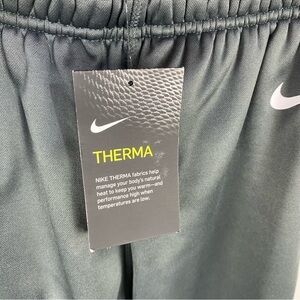 THERMA
NIKE THERMA fabrics help
manage your body's natural
heat to keep you warm—and
performance high when
temperatures are low.